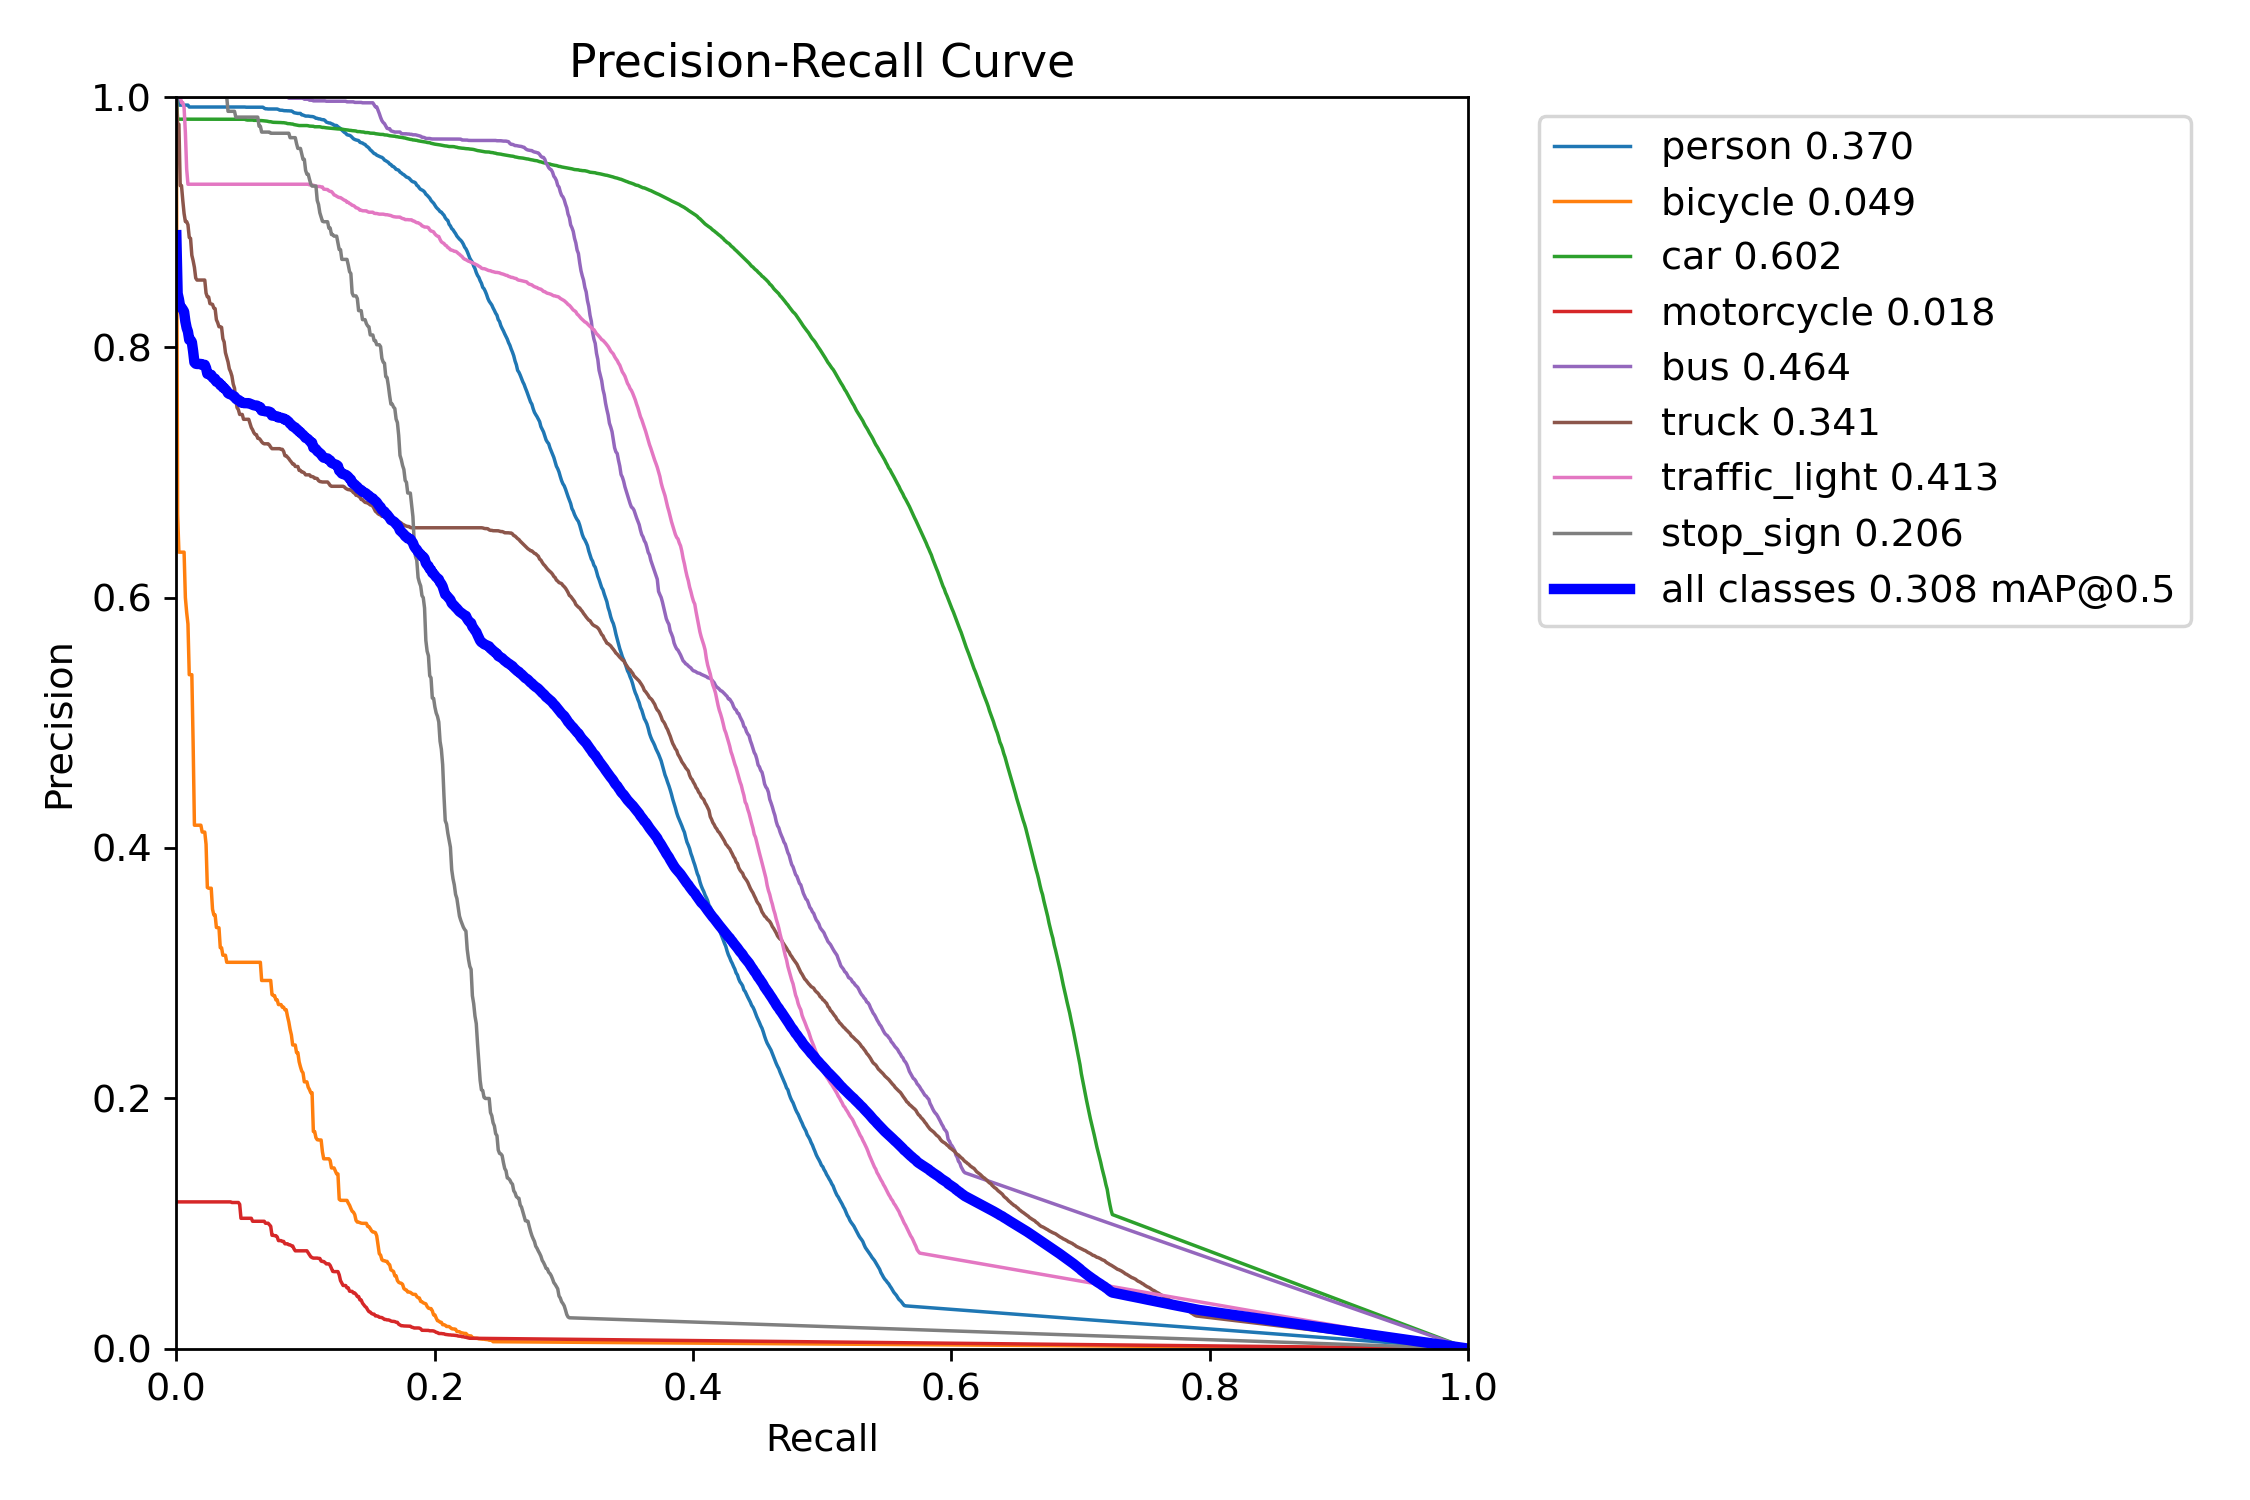 Precision-Recall Curve
1.0
0.8
0.6
0.4
0.2
0.0
Precision
0.0 0.2 0.4 0.6 0.8 1.0
Recall
person 0.370
bicycle 0.049
car 0.602
motorcycle 0.018
bus 0.464
truck 0.341
traffic_light 0.413
stop_sign 0.206
all classes 0.308 mAP@0.5